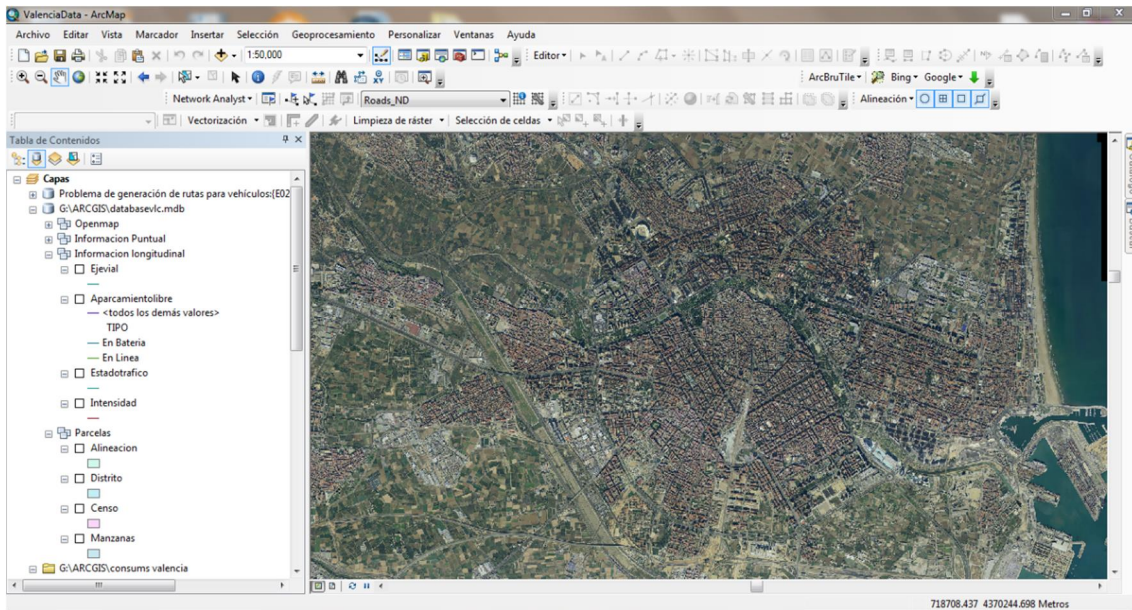 ValenciaData - ArcMap
Archivo Editar Vista Marcador Insertar Selección Geoprocesamiento Personalizar Ventanas Ayuda
1:50,000 Editor
ArcBruTile Bing Google
Network Analyst Roads_ND Alineación
Vectorización Limpieza de ráster Selección de celdas
Tabla de Contenidos
Capas
Problema de generación de rutas para vehículos:(E02
G:\ARCGIS\databasevlc.mdb
Openmap
Informacion Puntual
Informacion longitudinal
Ejevial
Aparcamientolibre
<todos los demás valores>
TIPO
En Bateria
En Linea
Estadotrafico
Intensidad
Parcelas
Alineacion
Distrito
Censo
Manzanas
G:\ARCGIS\consums valencia
718708.437 4370244.698 Metros